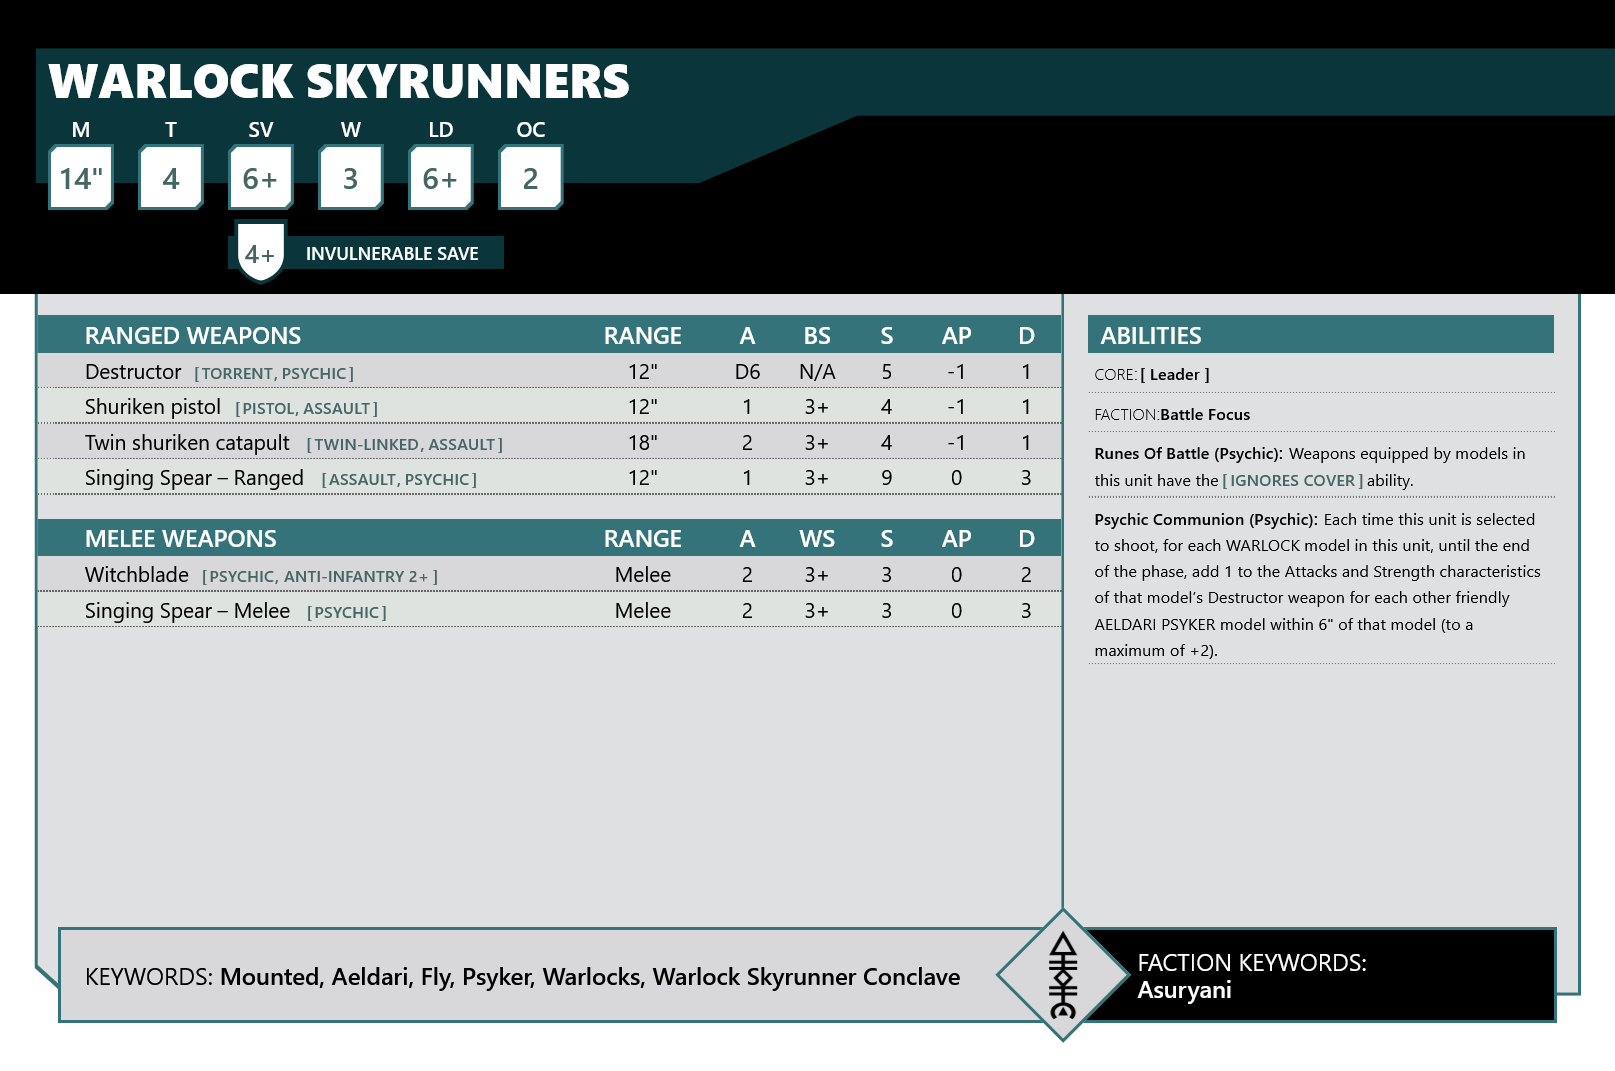 WARLOCK SKYRUNNERS
M T SV W LD OC
14" 4 6+ 3 6+ 2
4+ INVULNERABLE SAVE
RANGED WEAPONS RANGE A BS S AP D
Destructor [TORRENT, PSYCHIC] 12" D6 N/A 5 -1 1
Shuriken pistol [PISTOL, ASSAULT] 12" 1 3+ 4 -1 1
Twin shuriken catapult [TWIN-LINKED, ASSAULT] 18" 2 3+ 4 -1 1
Singing Spear – Ranged [ASSAULT, PSYCHIC] 12" 1 3+ 9 0 3
MELEE WEAPONS RANGE A WS S AP D
Witchblade [PSYCHIC, ANTI-INFANTRY 2+ ] Melee 2 3+ 3 0 2
Singing Spear – Melee [PSYCHIC] Melee 2 3+ 3 0 3
ABILITIES
CORE: [ Leader ]
FACTION:Battle Focus
Runes Of Battle (Psychic): Weapons equipped by models in
this unit have the [ IGNORES COVER ] ability.
Psychic Communion (Psychic): Each time this unit is selected
to shoot, for each WARLOCK model in this unit, until the end
of the phase, add 1 to the Attacks and Strength characteristics
of that model’s Destructor weapon for each other friendly
AELDARI PSYKER model within 6" of that model (to a
maximum of +2).
KEYWORDS: Mounted, Aeldari, Fly, Psyker, Warlocks, Warlock Skyrunner Conclave
FACTION KEYWORDS:
Asuryani